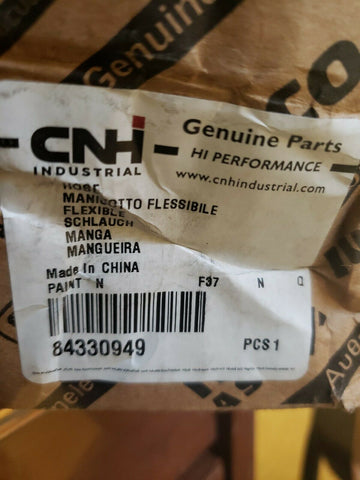 Genuine
CNH
INDUSTRIAL
Genuine Parts
HI PERFORMANCE
www.cnhindustrial.com
MANICOTTO FLESSIBILE
FLEXIBLE
SCHLAUCH
MANGA
MANGUEIRA
Made In CHINA
PAINT N F37 N Q
84330949 PCS 1